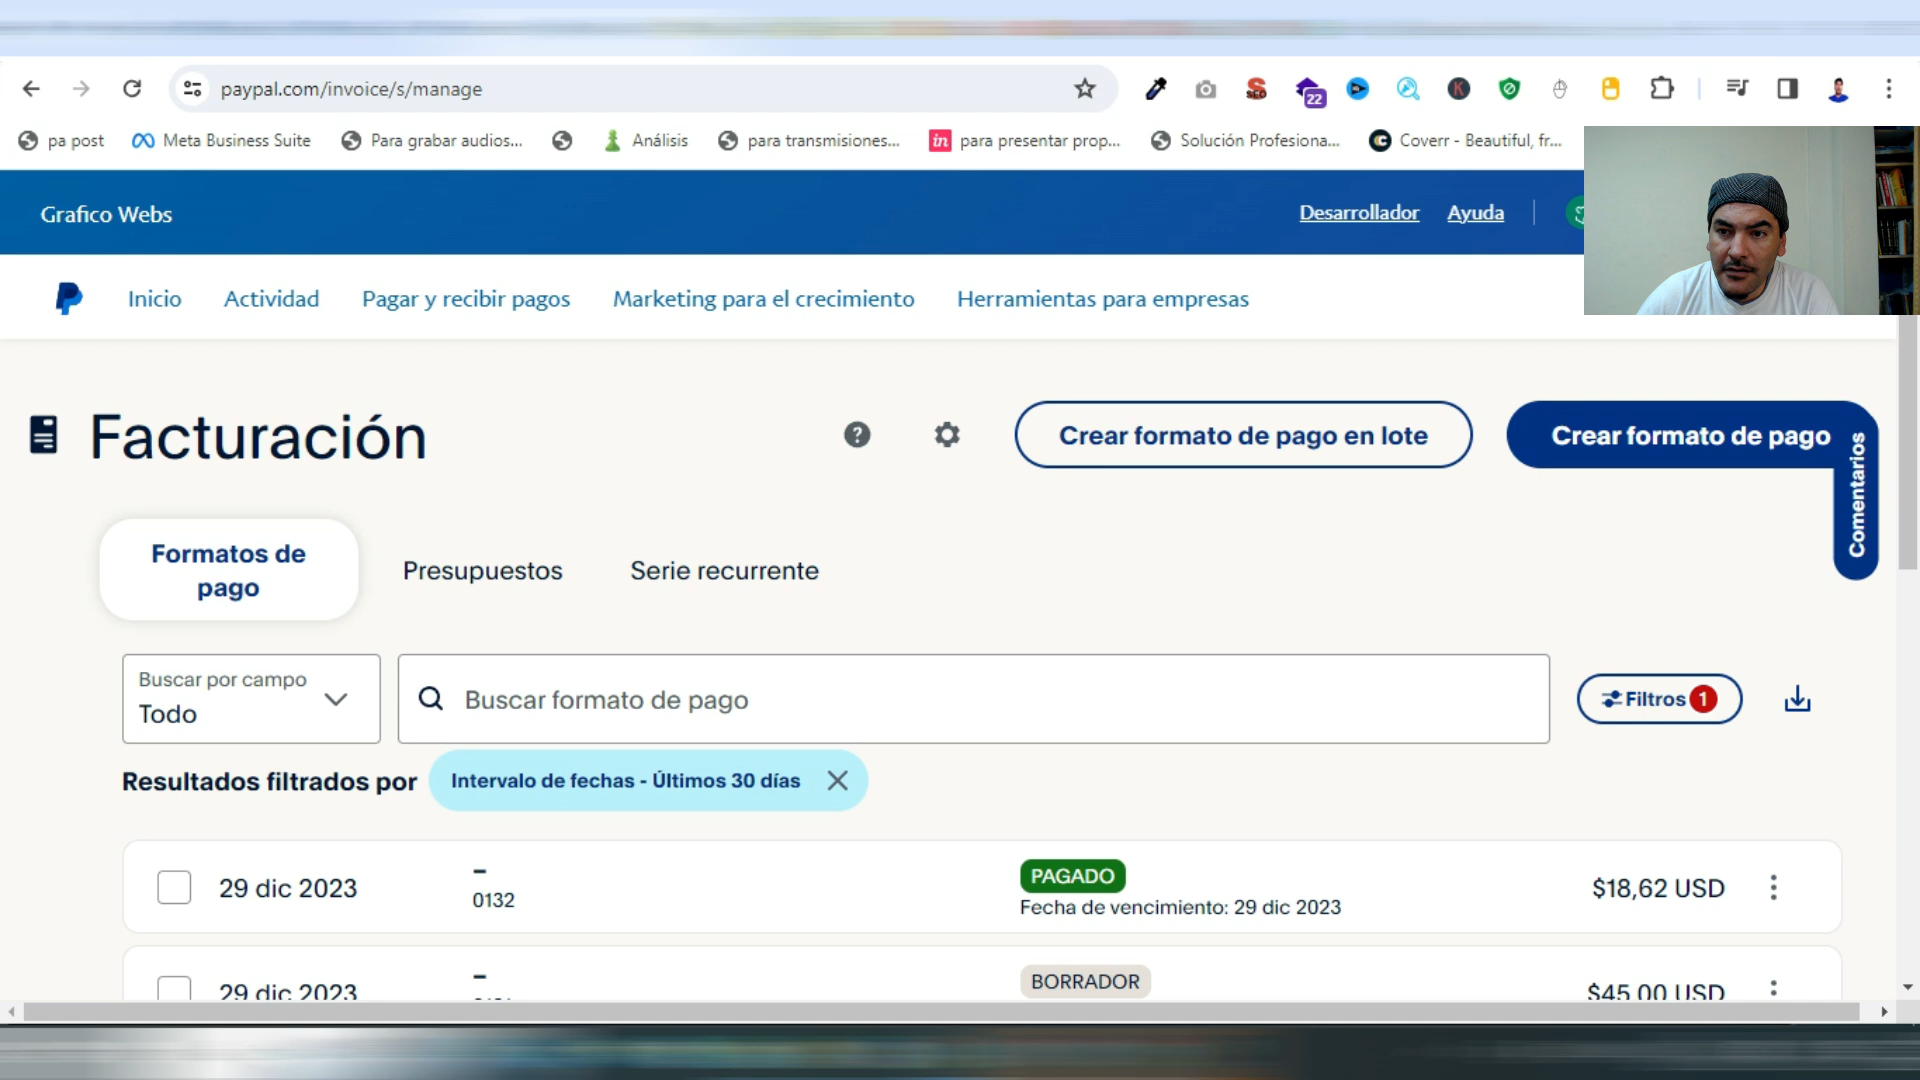 paypal.com/invoice/s/manage
SEO
22
K
pa post
Meta Business Suite
Para grabar audios...
Análisis
para transmisiones...
in
para presentar prop...
Solución Profesiona...
Coverr - Beautiful, fr...
Grafico Webs
Desarrollador
Ayuda
Inicio
Actividad
Pagar y recibir pagos
Marketing para el crecimiento
Herramientas para empresas
Facturación
?
Crear formato de pago en lote
Crear formato de pago
Comentarios
Formatos de
pago
Presupuestos
Serie recurrente
Buscar por campo
Todo
Buscar formato de pago
Filtros 1
Resultados filtrados por
Intervalo de fechas - Últimos 30 días
29 dic 2023
–
0132
PAGADO
Fecha de vencimiento: 29 dic 2023
$18,62 USD
29 dic 2023
–
BORRADOR
$45,00 USD